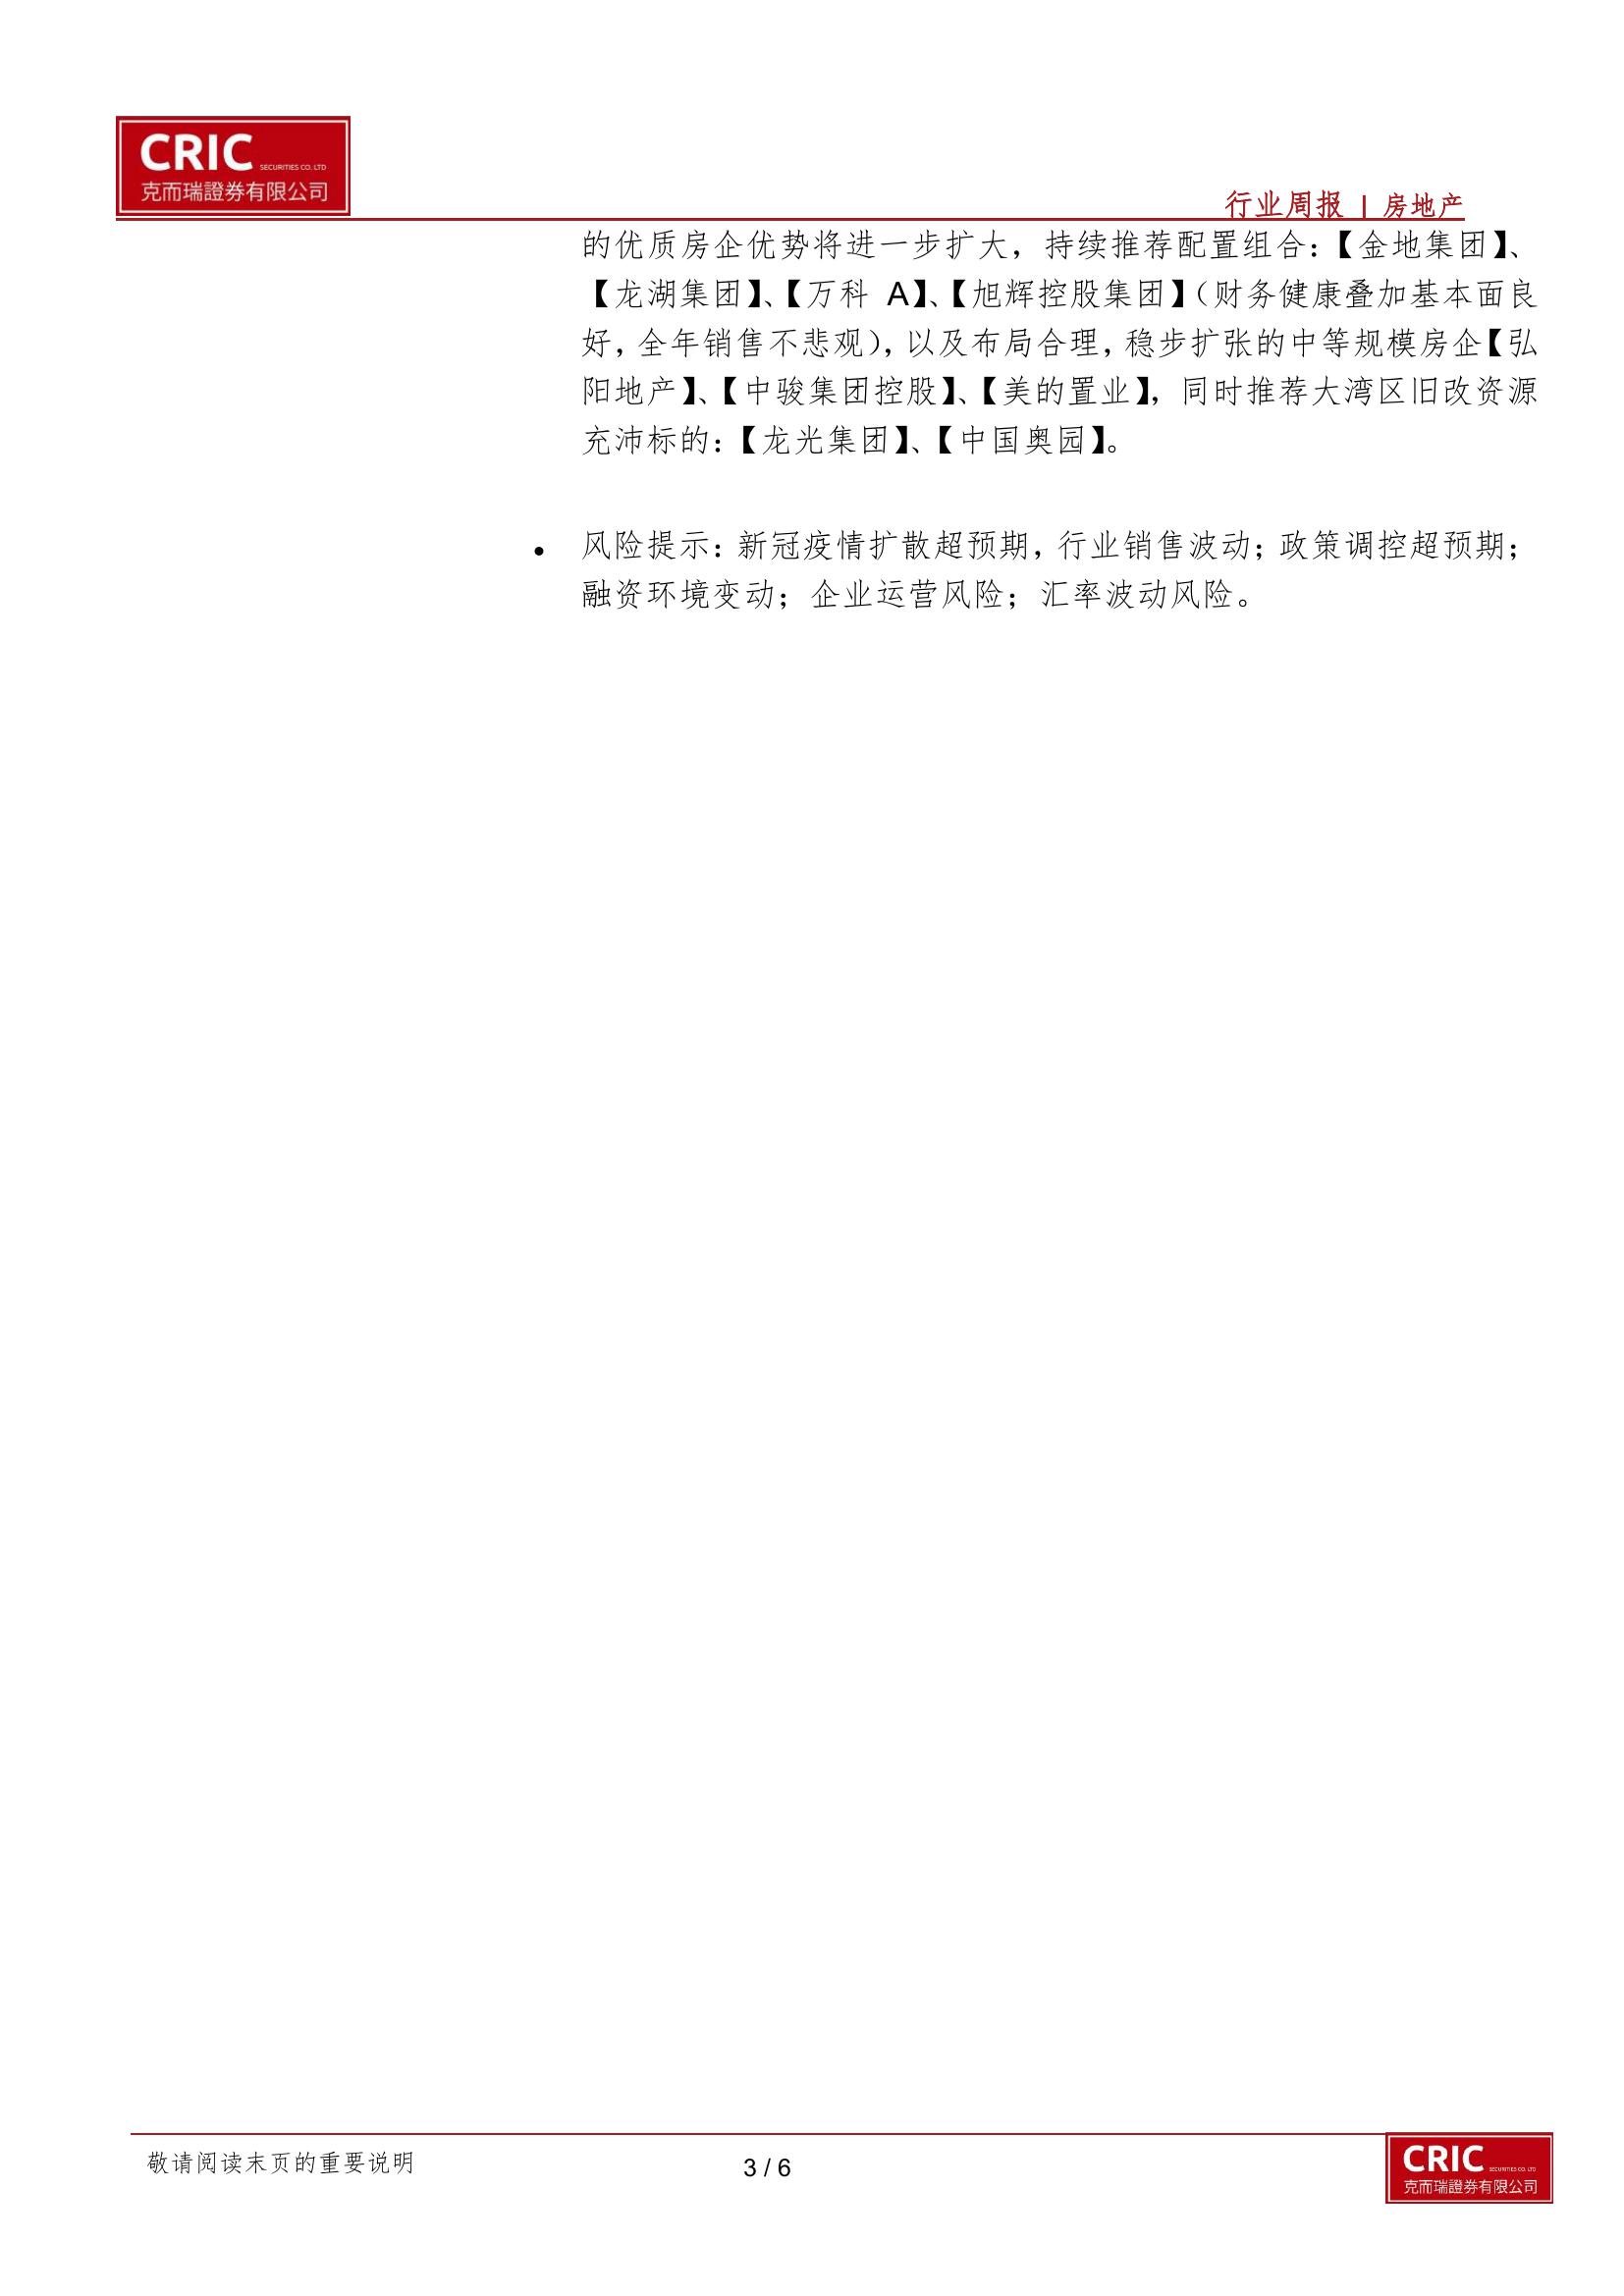 CRIC SECURITIES CO. LTD
克而瑞證券有限公司
行业周报 | 房地产
的优质房企优势将进一步扩大，持续推荐配置组合：【金地集团】、
【龙湖集团】、【万科 A】、【旭辉控股集团】（财务健康叠加基本面良
好，全年销售不悲观），以及布局合理，稳步扩张的中等规模房企【弘
阳地产】、【中骏集团控股】、【美的置业】，同时推荐大湾区旧改资源
充沛标的：【龙光集团】、【中国奥园】。
● 风险提示：新冠疫情扩散超预期，行业销售波动；政策调控超预期；
融资环境变动；企业运营风险；汇率波动风险。
敬请阅读末页的重要说明
3 / 6
CRIC SECURITIES CO. LTD
克而瑞證券有限公司